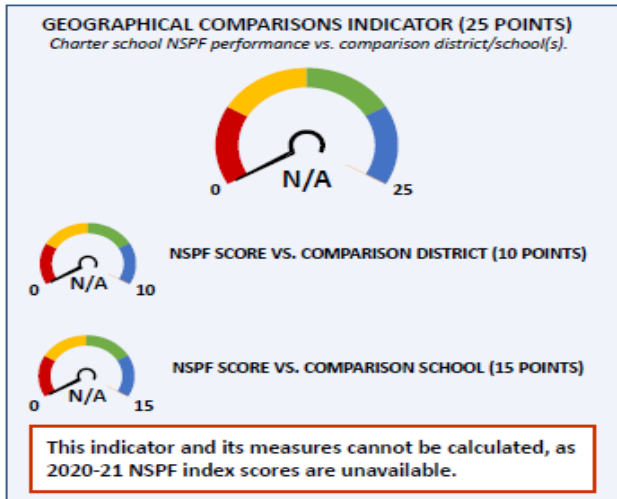 GEOGRAPHICAL COMPARISONS INDICATOR (25 POINTS)
Charter school NSPF performance vs. comparison district/school(s).
N/A
0
25
NSPF SCORE VS. COMPARISON DISTRICT (10 POINTS)
N/A
0
10
NSPF SCORE VS. COMPARISON SCHOOL (15 POINTS)
N/A
0
15
This indicator and its measures cannot be calculated, as
2020-21 NSPF index scores are unavailable.